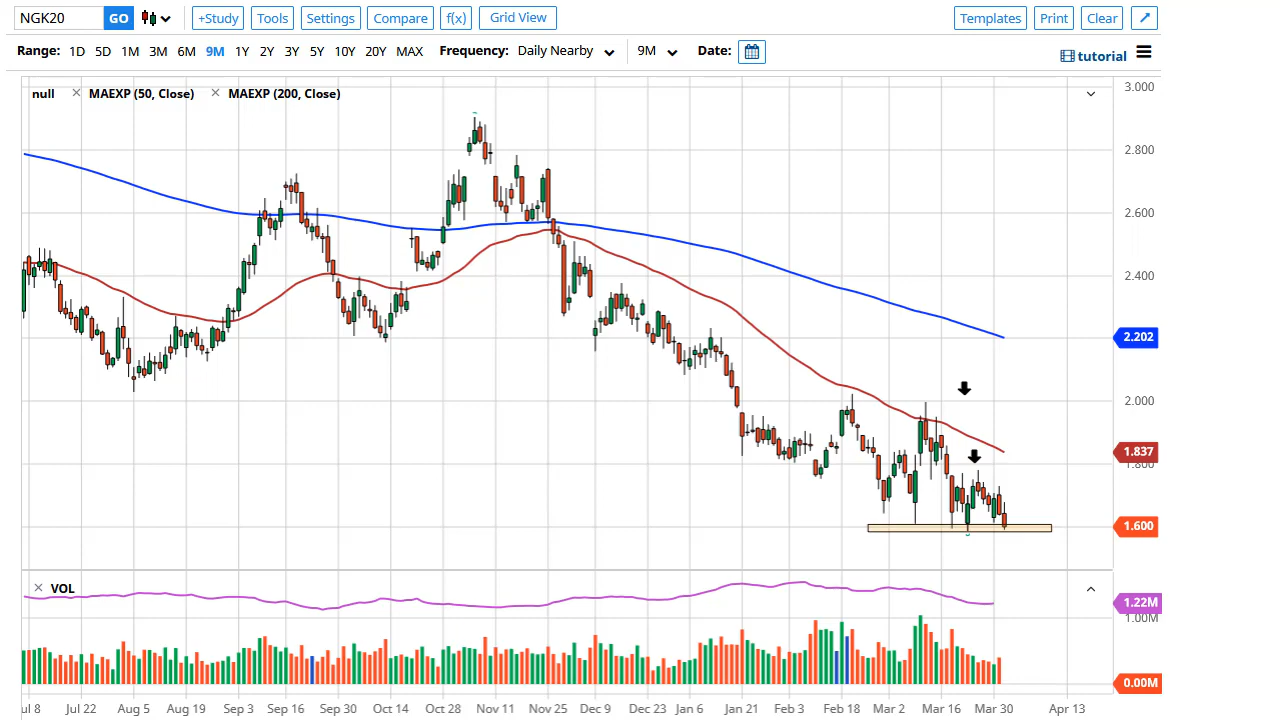 NGK20 GO +Study Tools Settings Compare f(x) Grid View Templates Print Clear
Range: 1D 5D 1M 3M 6M 9M 1Y 2Y 3Y 5Y 10Y 20Y MAX Frequency: Daily Nearby 9M Date: tutorial
null × MAEXP (50, Close) × MAEXP (200, Close)
3.000
2.800
2.600
2.400
2.202
2.000
1.837
1.800
1.600
× VOL
1.22M
1.00M
0.00M
ul 8 Jul 22 Aug 5 Aug 19 Sep 3 Sep 16 Sep 30 Oct 14 Oct 28 Nov 11 Nov 25 Dec 9 Dec 23 Jan 6 Jan 21 Feb 3 Feb 18 Mar 2 Mar 16 Mar 30 Apr 13